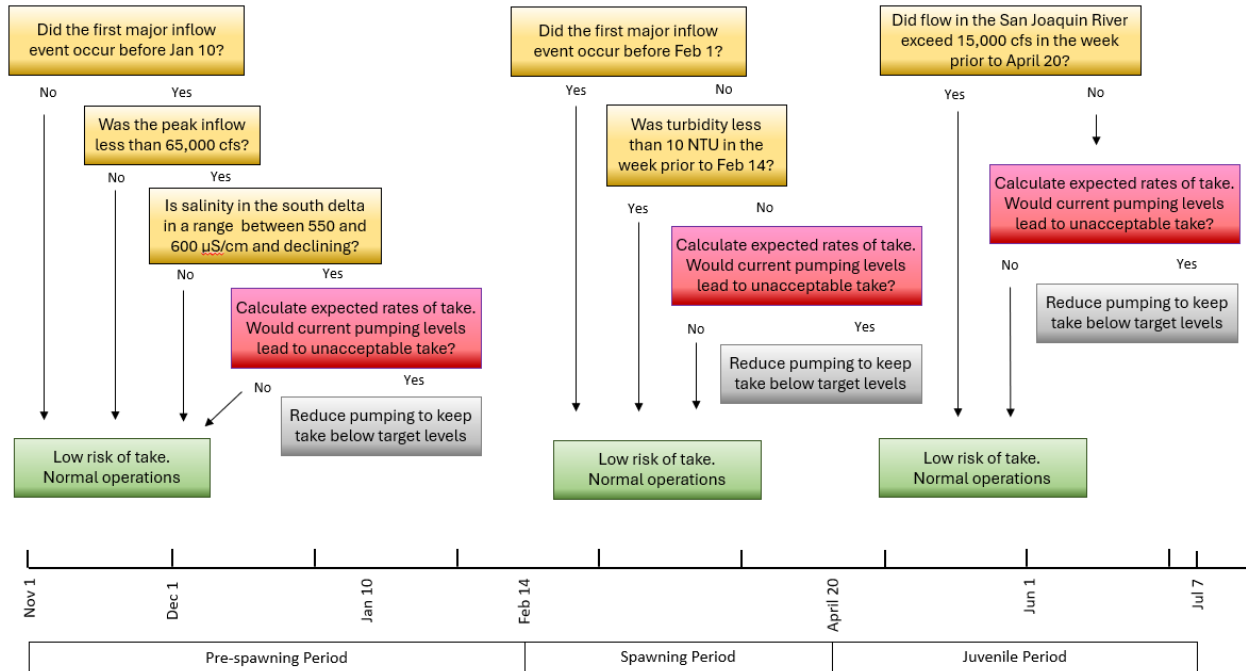 Did the first major inflow
event occur before Jan 10?
No
Yes
Was the peak inflow
less than 65,000 cfs?
No
Yes
Is salinity in the south delta
in a range between 550 and
600 µS/cm and declining?
No
Yes
Calculate expected rates of take.
Would current pumping levels
lead to unacceptable take?
No
Yes
Reduce pumping to keep
take below target levels
Low risk of take.
Normal operations
Did the first major inflow
event occur before Feb 1?
Yes
No
Was turbidity less
than 10 NTU in the
week prior to Feb 14?
Yes
No
Calculate expected rates of take.
Would current pumping levels
lead to unacceptable take?
No
Yes
Reduce pumping to keep
take below target levels
Low risk of take.
Normal operations
Did flow in the San Joaquin River
exceed 15,000 cfs in the week
prior to April 20?
Yes
No
Calculate expected rates of take.
Would current pumping levels
lead to unacceptable take?
No
Yes
Reduce pumping to keep
take below target levels
Low risk of take.
Normal operations
Nov 1
Dec 1
Jan 10
Feb 14
April 20
Jun 1
Jul 7
Pre-spawning Period
Spawning Period
Juvenile Period